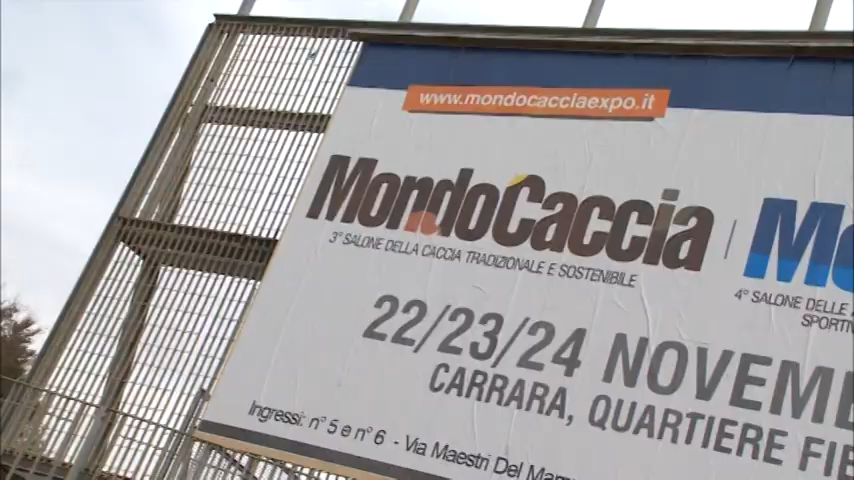 www.mondocacciaexpo.it
MondoCaccia
3° SALONE DELLA CACCIA TRADIZIONALE E SOSTENIBILE
4° SALONE DELLE
SPORTIV
22/23/24 NOVEM
CARRARA, QUARTIERE FIE
Ingressi: n° 5 e n° 6 - Via Maestri Del Mar